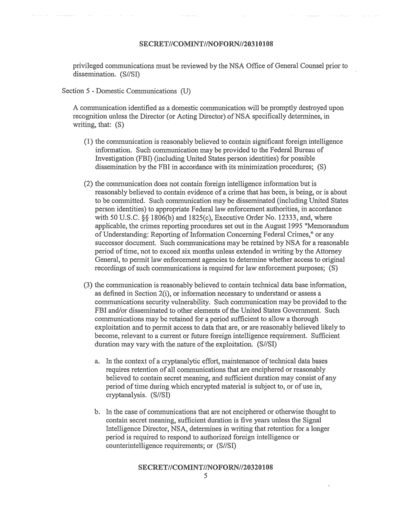 SECRET//COMINT//NOFORN//20310108
privileged communications must be reviewed by the NSA Office of General Counsel prior to
dissemination. (S//SI)
Section 5 - Domestic Communications (U)
A communication identified as a domestic communication will be promptly destroyed upon
recognition unless the Director (or Acting Director) of NSA specifically determines, in
writing, that: (S)
(1) the communication is reasonably believed to contain significant foreign intelligence
information. Such communication may be provided to the Federal Bureau of
Investigation (FBI) (including United States person identities) for possible
dissemination by the FBI in accordance with its minimization procedures; (S)
(2) the communication does not contain foreign intelligence information but is
reasonably believed to contain evidence of a crime that has been, is being, or is about
to be committed. Such communication may be disseminated (including United States
person identities) to appropriate Federal law enforcement authorities, in accordance
with 50 U.S.C. §§ 1806(b) and 1825(c), Executive Order No. 12333, and, where
applicable, the crimes reporting procedures set out in the August 1995 "Memorandum
of Understanding: Reporting of Information Concerning Federal Crimes," or any
successor document. Such communications may be retained by NSA for a reasonable
period of time, not to exceed six months unless extended in writing by the Attorney
General, to permit law enforcement agencies to determine whether access to original
recordings of such communications is required for law enforcement purposes; (S)
(3) the communication is reasonably believed to contain technical data base information,
as defined in Section 2(i), or information necessary to understand or assess a
communications security vulnerability. Such communication may be provided to the
FBI and/or disseminated to other elements of the United States Government. Such
communications may be retained for a period sufficient to allow a thorough
exploitation and to permit access to data that are, or are reasonably believed likely to
become, relevant to a current or future foreign intelligence requirement. Sufficient
duration may vary with the nature of the exploitation. (S//SI)
a. In the context of a cryptanalytic effort, maintenance of technical data bases
requires retention of all communications that are enciphered or reasonably
believed to contain secret meaning, and sufficient duration may consist of any
period of time during which encrypted material is subject to, or of use in,
cryptanalysis. (S//SI)
b. In the case of communications that are not enciphered or otherwise thought to
contain secret meaning, sufficient duration is five years unless the Signal
Intelligence Director, NSA, determines in writing that retention for a longer
period is required to respond to authorized foreign intelligence or
counterintelligence requirements; or (S//SI)
SECRET//COMINT//NOFORN//20320108
5